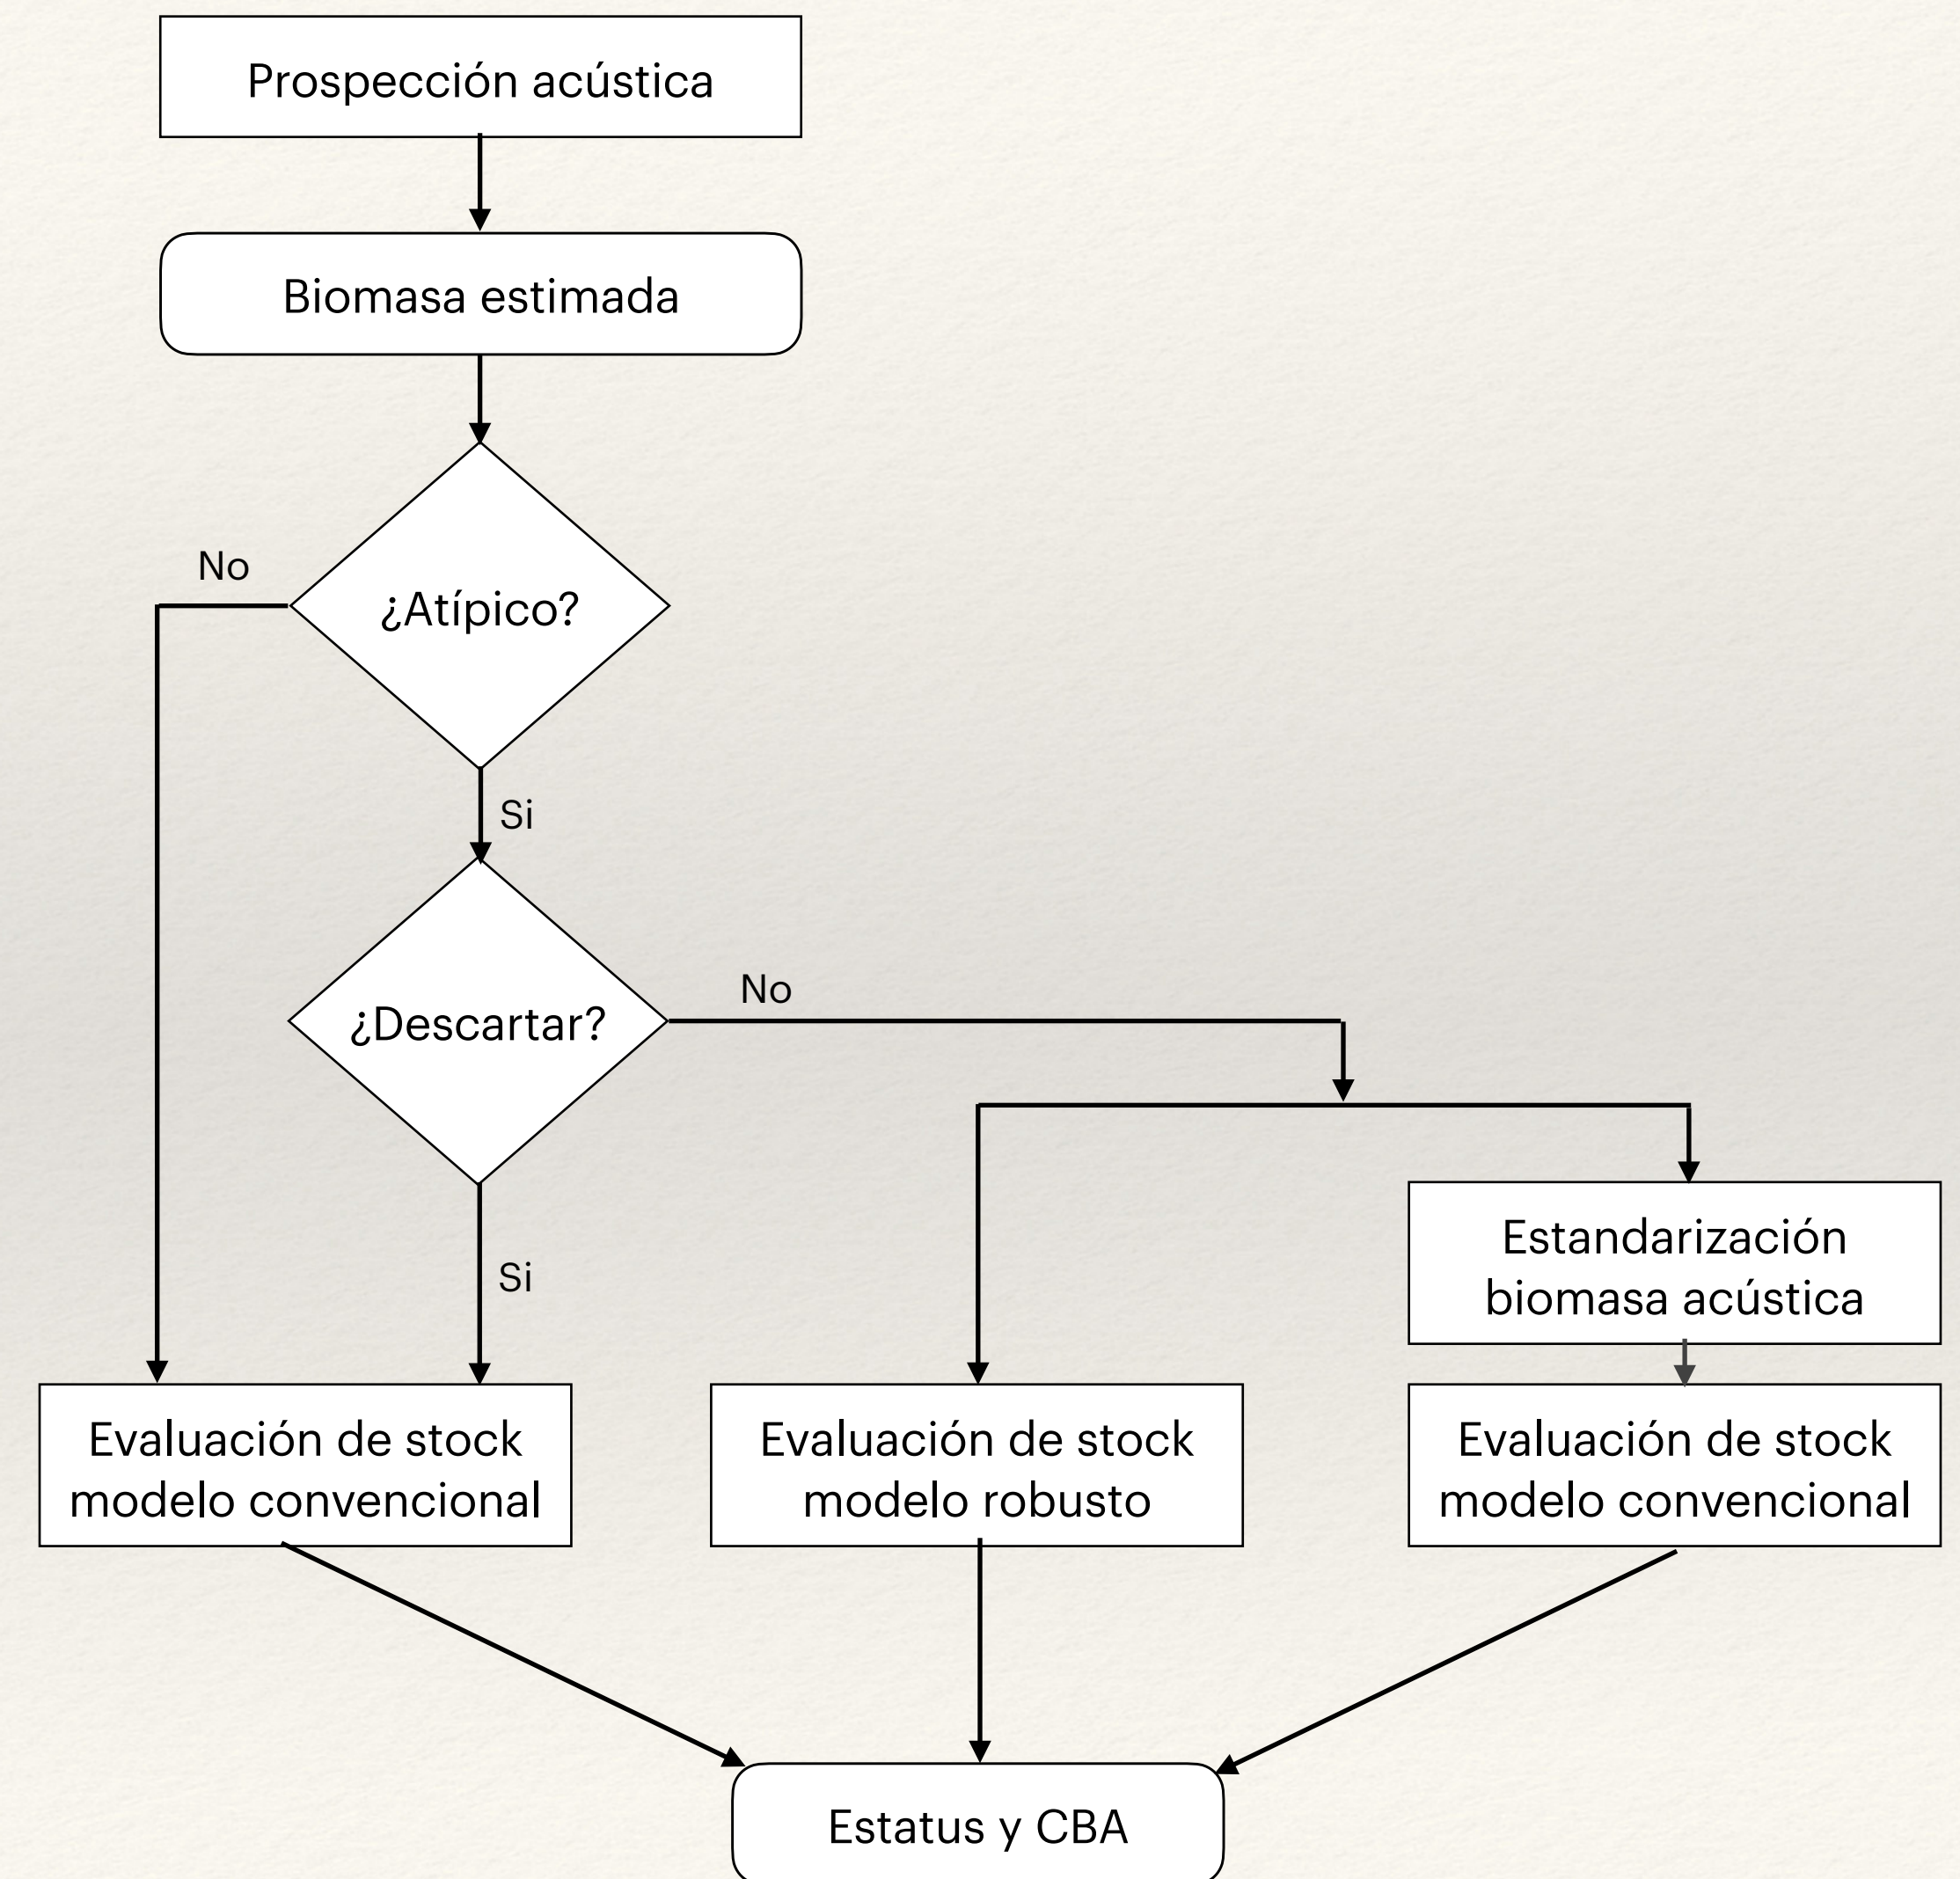 Prospección acústica
Biomasa estimada
No
¿Atípico?
Si
¿Descartar?
No
Si
Estandarización
biomasa acústica
Evaluación de stock
modelo convencional
Evaluación de stock
modelo robusto
Evaluación de stock
modelo convencional
Estatus y CBA